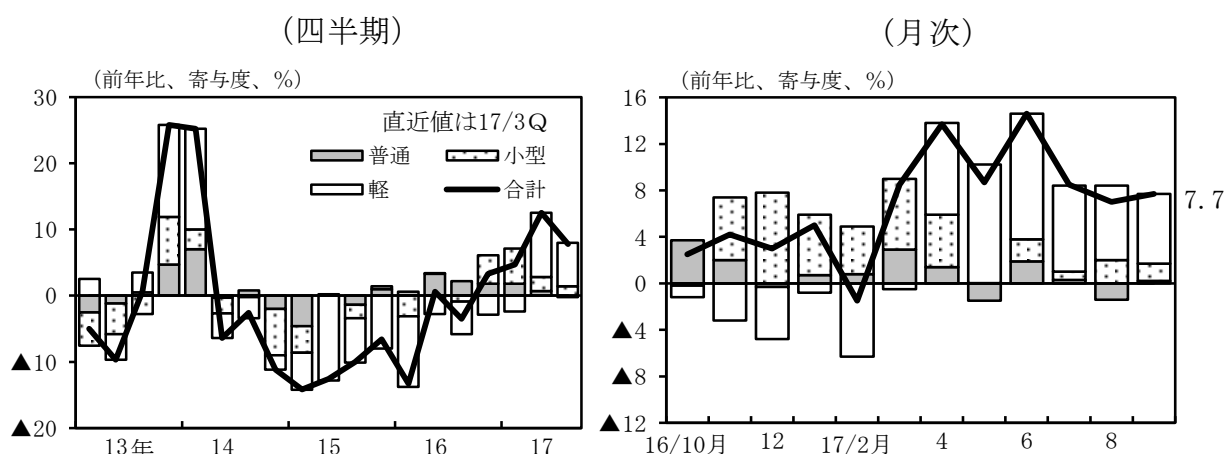 (四半期)
(前年比、寄与度、%)
直近値は17/3Q
普通 小型
軽 合計
30
20
10
0
▲10
▲20
13年 14 15 16 17
(月次)
(前年比、寄与度、%)
16
12
8
4
0
▲4
▲8
▲12
7.7
16/10月 12 17/2月 4 6 8